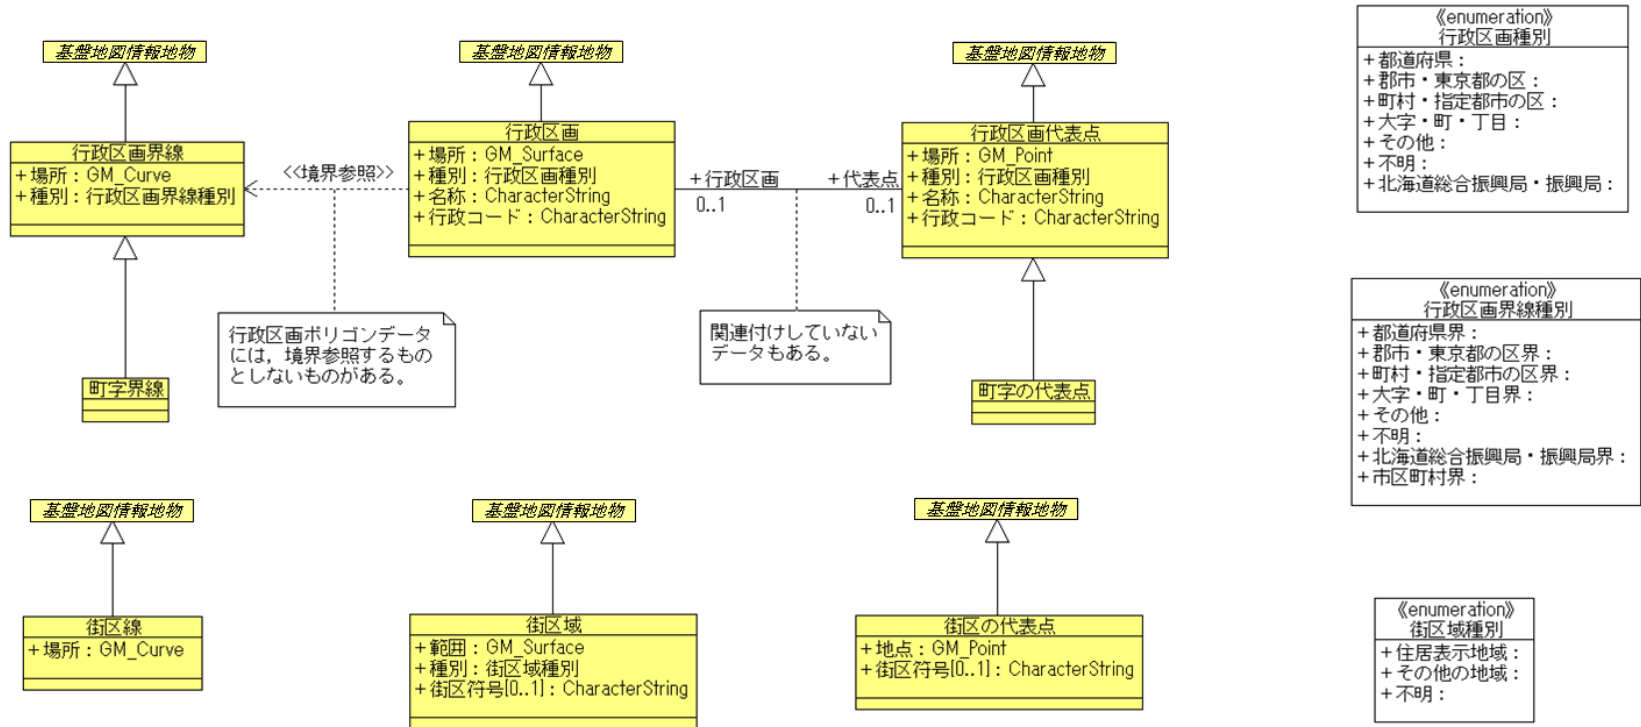 基盤地図情報地物
行政区画界線
+場所：GM_Curve
+種別：行政区画界線種別
町字界線
<<境界参照>>
行政区画ポリゴンデータ
には，境界参照するもの
としないものがある。
基盤地図情報地物
行政区画
+場所：GM_Surface
+種別：行政区画種別
+名称：CharacterString
+行政コード：CharacterString
+行政区画
0..1
+代表点
0..1
関連付けしていない
データもある。
基盤地図情報地物
行政区画代表点
+場所：GM_Point
+種別：行政区画種別
+名称：CharacterString
+行政コード：CharacterString
町字の代表点
《enumeration》
行政区画種別
+都道府県：
+郡市・東京都の区：
+町村・指定都市の区：
+大字・町・丁目：
+その他：
+不明：
+北海道総合振興局・振興局：
《enumeration》
行政区画界線種別
+都道府県界：
+郡市・東京都の区界：
+町村・指定都市の区界：
+大字・町・丁目界：
+その他：
+不明：
+北海道総合振興局・振興局界：
+市区町村界：
基盤地図情報地物
街区線
+場所：GM_Curve
基盤地図情報地物
街区域
+範囲：GM_Surface
+種別：街区域種別
+街区符号[0..1]：CharacterString
基盤地図情報地物
街区の代表点
+地点：GM_Point
+街区符号[0..1]：CharacterString
《enumeration》
街区域種別
+住居表示地域：
+その他の地域：
+不明：